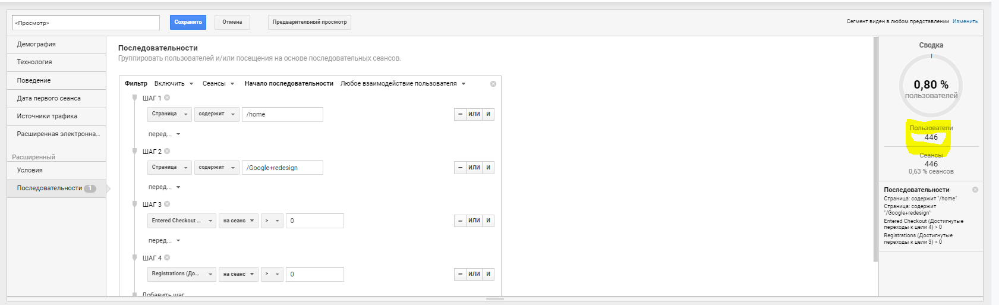 <Просмотр>
Сохранить
Отмена
Предварительный просмотр
Сегмент виден в любом представлении Изменить
Демография
Технология
Поведение
Дата первого сеанса
Источники трафика
Расширенная электронна...
Расширенный
Условия
Последовательности 1
Последовательности
Группировать пользователей и/или посещения на основе последовательных сеансов.
Фильтр Включить Сеансы Начало последовательности Любое взаимодействие пользователя
ШАГ 1
Страница содержит /home – ИЛИ И
перед...
ШАГ 2
Страница содержит /Google+redesign – ИЛИ И
перед...
ШАГ 3
Entered Checkout ... на сеанс > 0 – ИЛИ И
перед...
ШАГ 4
Registrations (До... на сеанс > 0 – ИЛИ И
Добавить шаг
Сводка
0,80 %
пользователей
Пользователи
446
Сеансы
446
0,63 % сеансов
Последовательности
Страница: содержит "/home"
Страница: содержит
"/Google+redesign"
Entered Checkout (Достигнутые
переходы к цели 4) > 0
Registrations (Достигнутые
переходы к цели 3) > 0